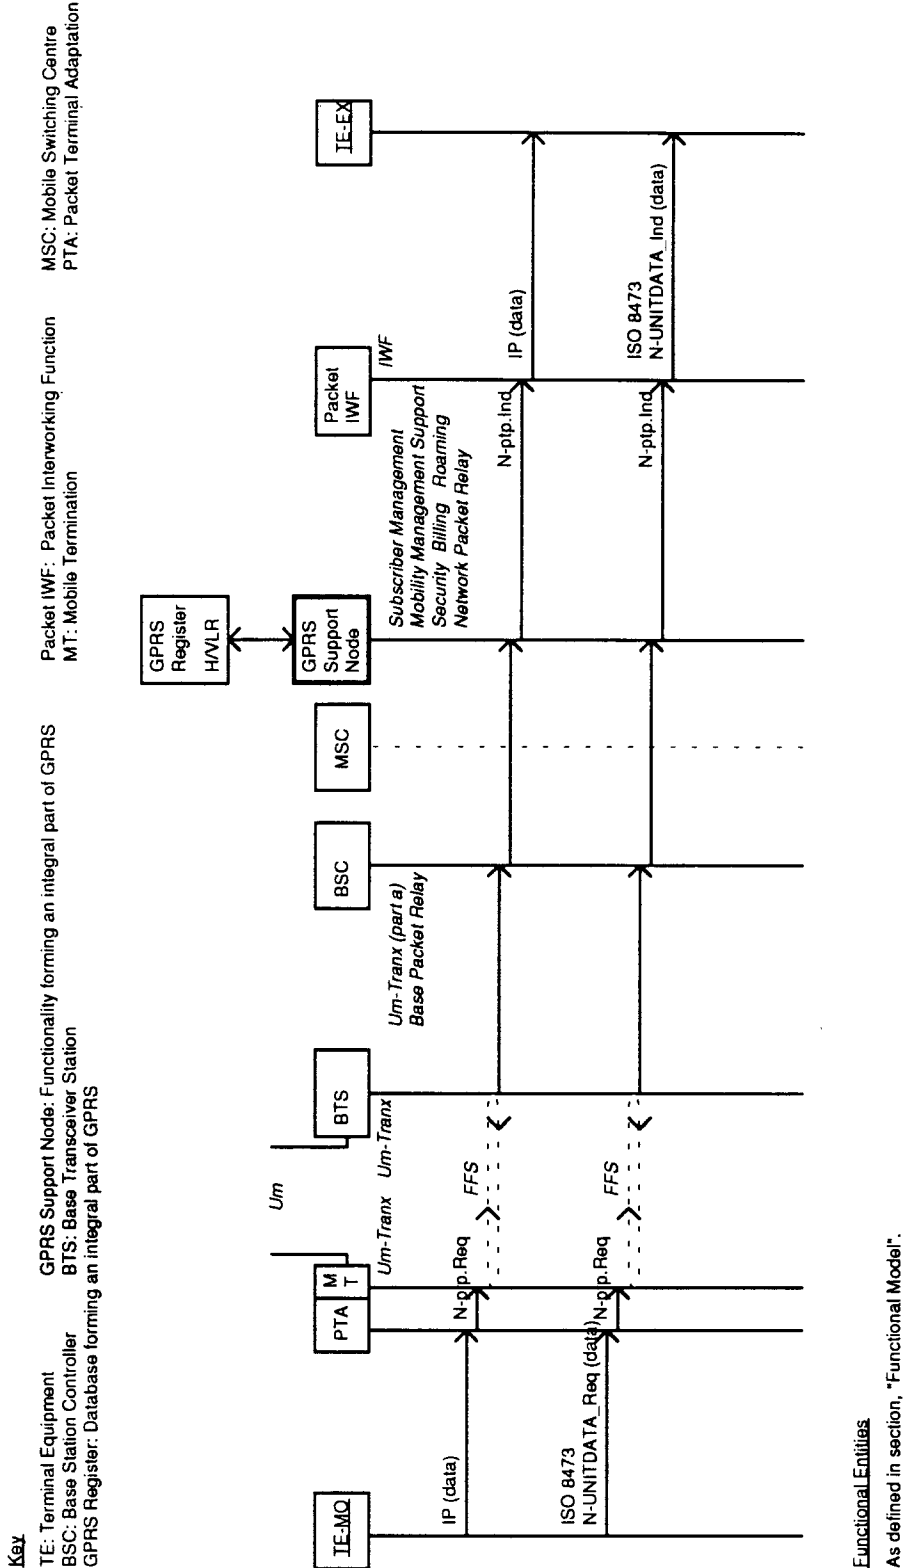 Key
TE: Terminal Equipment
GPRS Support Node: Functionality forming an integral part of GPRS
Packet IWF: Packet Interworking Function
MSC: Mobile Switching Centre
BSC: Base Station Controller
BTS: Base Transceiver Station
MT: Mobile Termination
PTA: Packet Terminal Adaptation
GPRS Register: Database forming an integral part of GPRS
GPRS
Register
H/VLR
Um
TE-MO
PTA
M
T
BTS
BSC
MSC
GPRS
Support
Node
Packet
IWF
TE-EX
Um-Tranx
Um-Tranx
Um-Tranx (part a)
Base Packet Relay
Subscriber Management
Mobility Management Support
Security Billing Roaming
Network Packet Relay
IWF
IP (data)
N-ptp.Req
FFS
N-ptp.Ind
IP (data)
ISO 8473
N-UNITDATA_Req (data)
N-ptp.Req
FFS
N-ptp.Ind
ISO 8473
N-UNITDATA_Ind (data)
Functional Entities
As defined in section, "Functional Model".